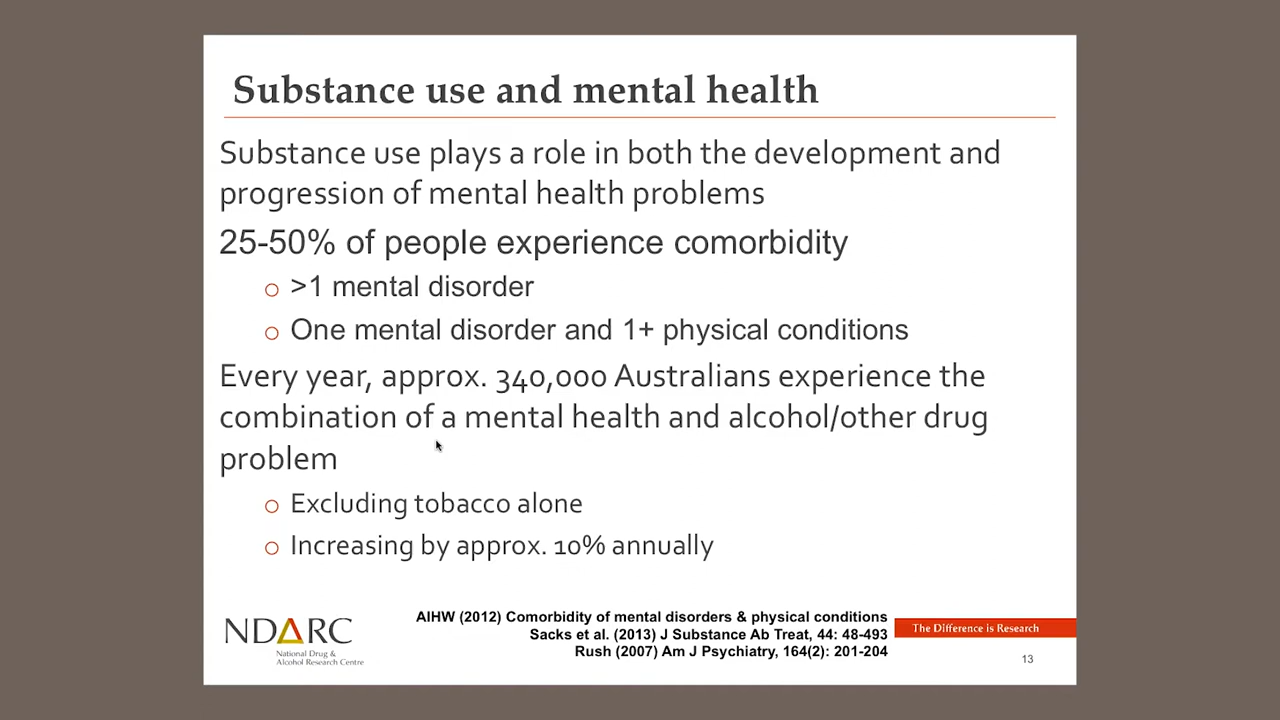 Substance use and mental health
Substance use plays a role in both the development and
progression of mental health problems
25-50% of people experience comorbidity
o >1 mental disorder
o One mental disorder and 1+ physical conditions
Every year, approx. 340,000 Australians experience the
combination of a mental health and alcohol/other drug
problem
o Excluding tobacco alone
o Increasing by approx. 10% annually
NDARC
National Drug &
Alcohol Research Centre
AIHW (2012) Comorbidity of mental disorders & physical conditions
Sacks et al. (2013) J Substance Ab Treat, 44: 48-493
Rush (2007) Am J Psychiatry, 164(2): 201-204
The Difference is Research
13